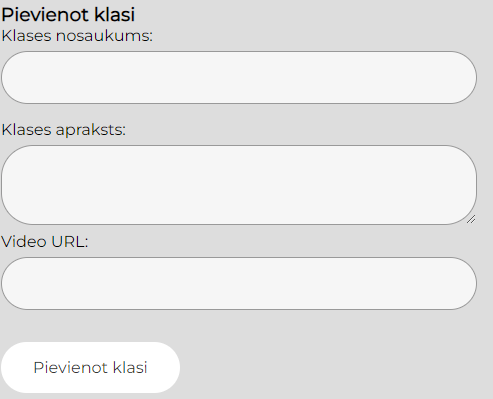 Pievienot klasi
Klases nosaukums:
Klases apraksts:
Video URL:
Pievienot klasi